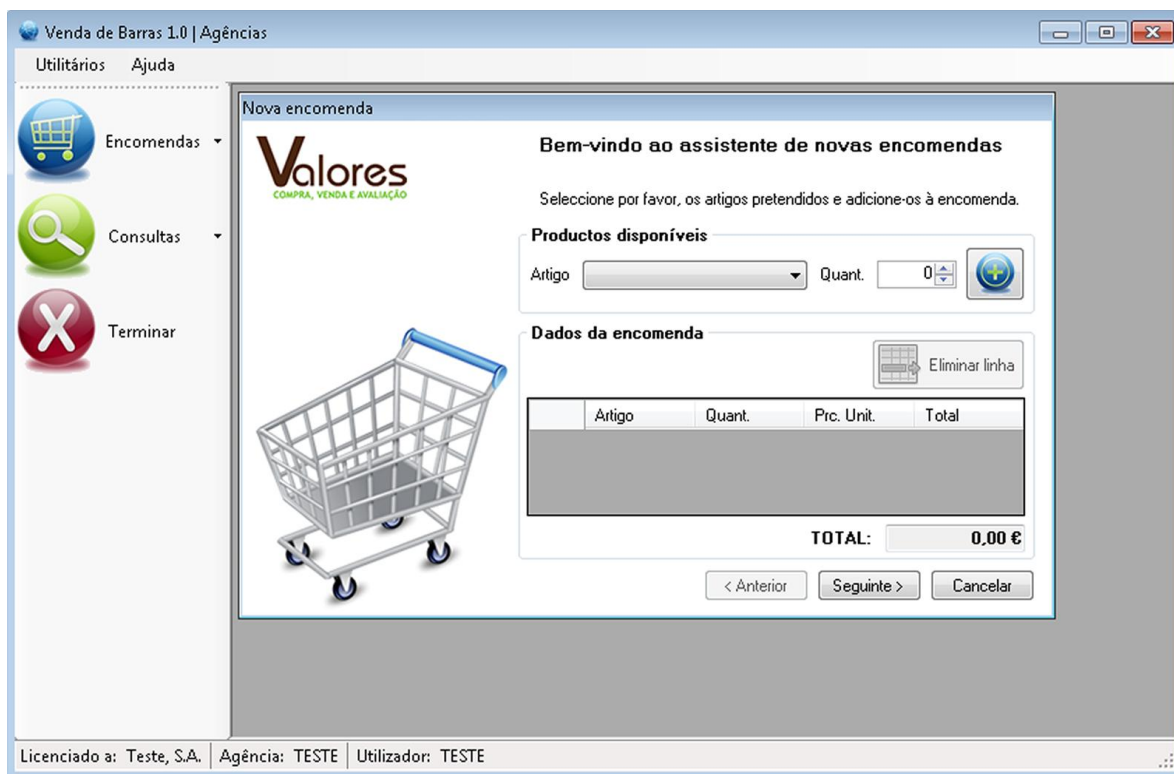 Venda de Barras 1.0 | Agências
Utilitários Ajuda
Encomendas
Consultas
Terminar
Nova encomenda
Valores
COMPRA, VENDA E AVALIAÇÃO
Bem-vindo ao assistente de novas encomendas
Seleccione por favor, os artigos pretendidos e adicione-os à encomenda.
Productos disponíveis
Artigo Quant. 0
Dados da encomenda
Eliminar linha
Artigo Quant. Prc. Unit. Total
TOTAL: 0,00 €
< Anterior Seguinte > Cancelar
Licenciado a: Teste, S.A. Agência: TESTE Utilizador: TESTE